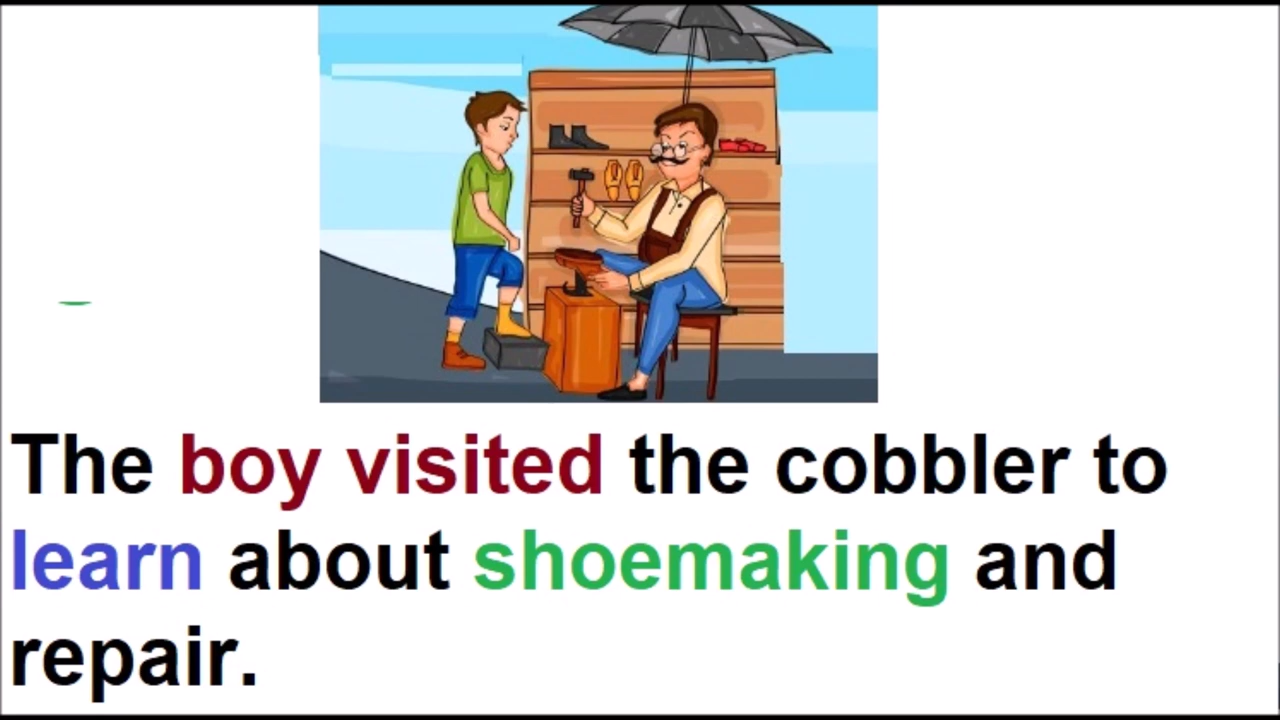 The boy visited the cobbler to
learn about shoemaking and
repair.